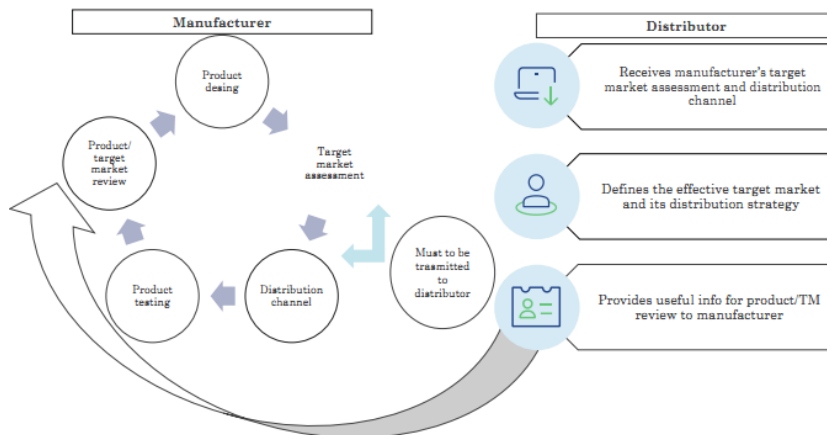 Manufacturer
Product
desing
Target
market
assessment
Distribution
channel
Product
testing
Product/
target
market
review
Must to be
trasmitted
to
distributor
Distributor
Receives manufacturer's target
market assessment and distribution
channel
Defines the effective target market
and its distribution strategy
Provides useful info for product/TM
review to manufacturer